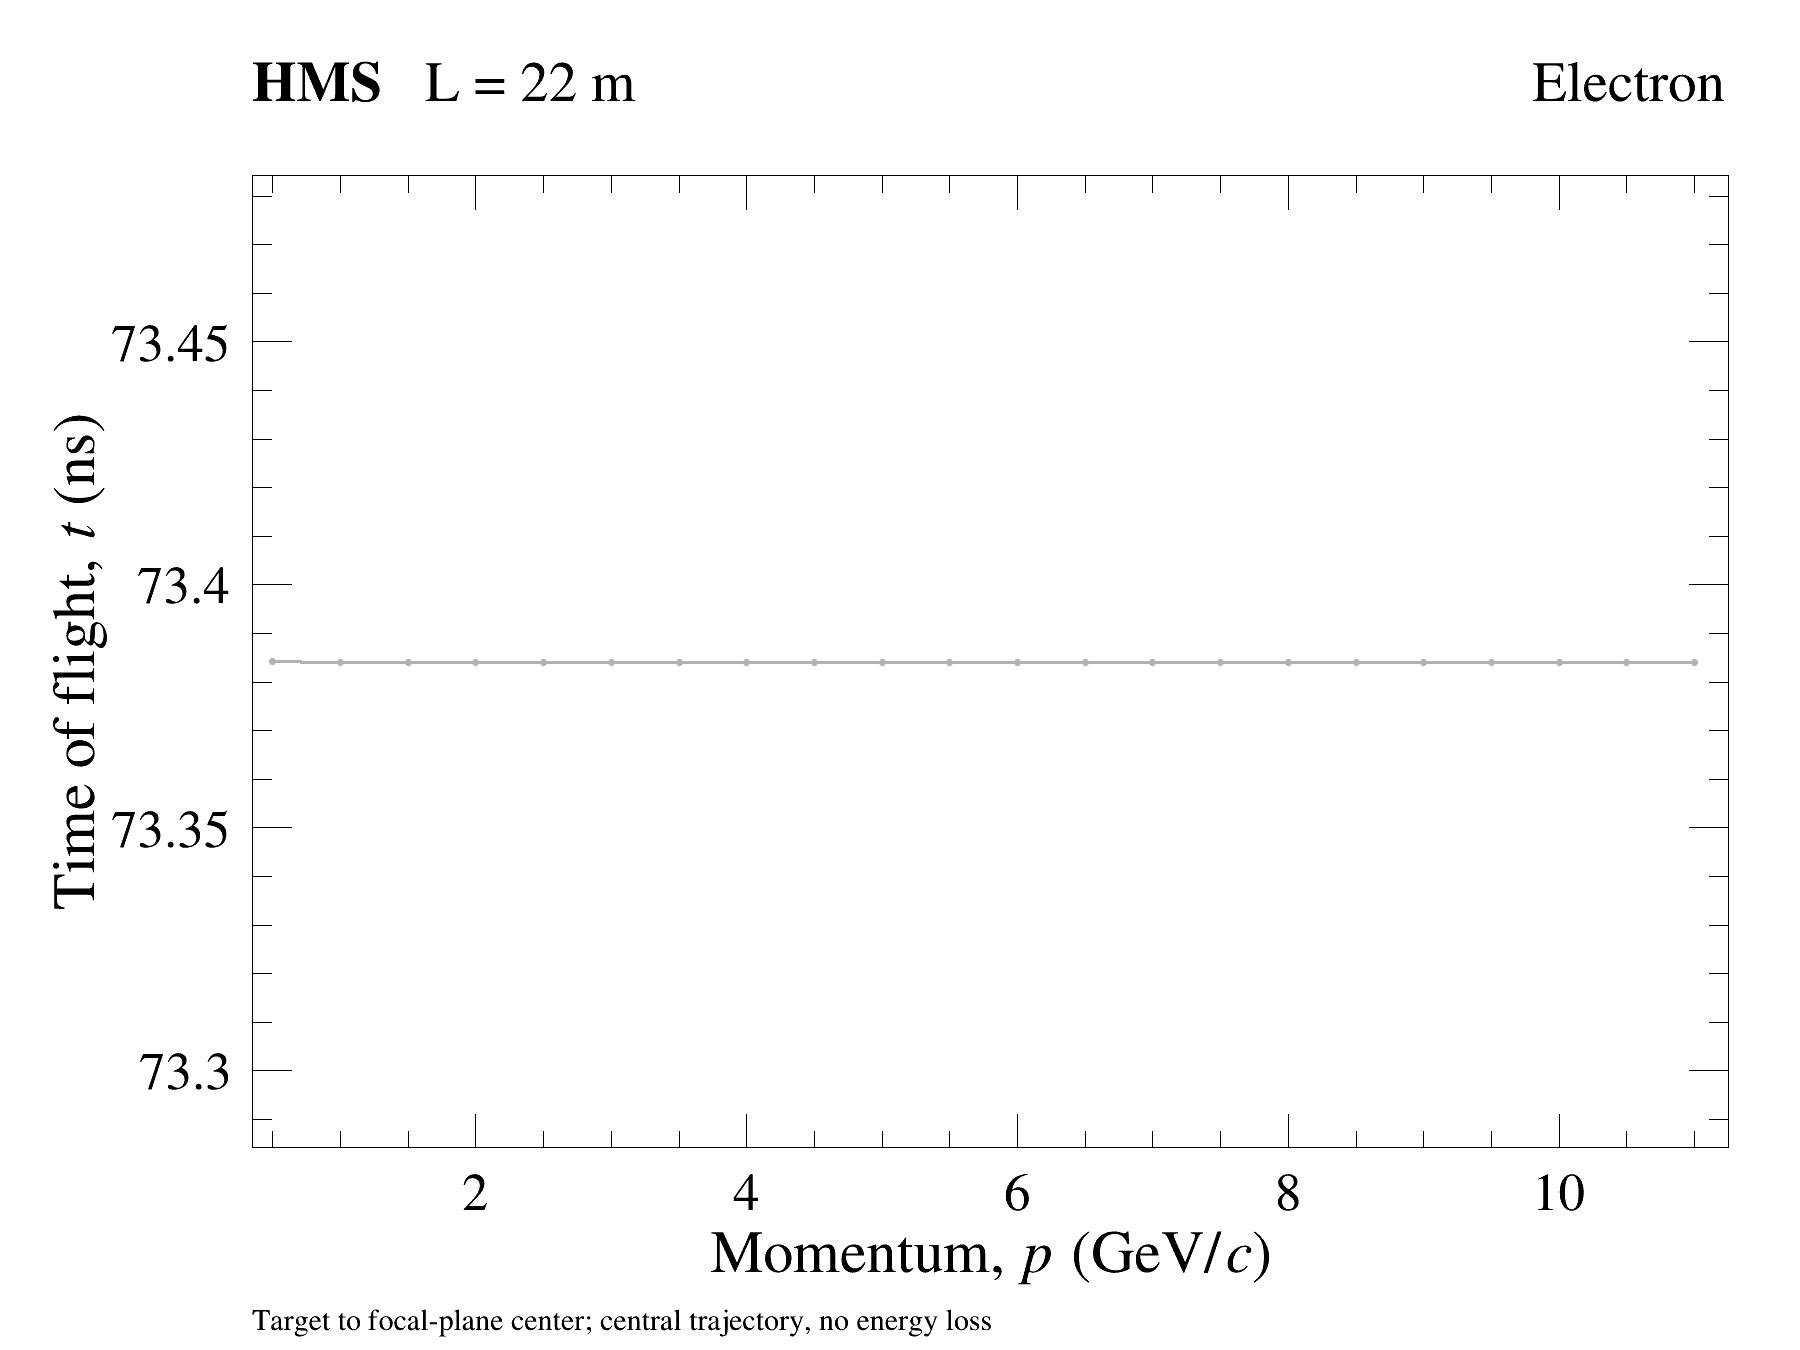 HMS L = 22 m
Electron
Time of flight, t (ns)
73.45
73.4
73.35
73.3
2 4 6 8 10
Momentum, p (GeV/c)
Target to focal-plane center; central trajectory, no energy loss